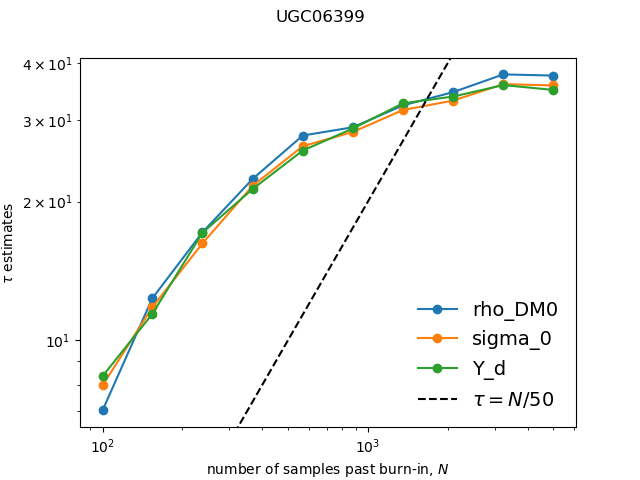 UGC06399
4 × 10¹
3 × 10¹
2 × 10¹
10¹
τ estimates
rho_DM0
sigma_0
Y_d
τ = N/50
10² 10³
number of samples past burn-in, N